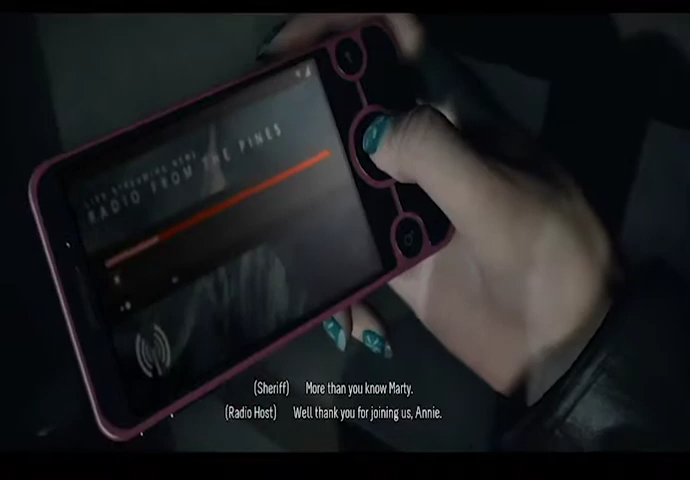 LIVE STREAMING NEWS
RADIO FROM THE PINES
(Sheriff) More than you know Marty.
(Radio Host) Well thank you for joining us, Annie.